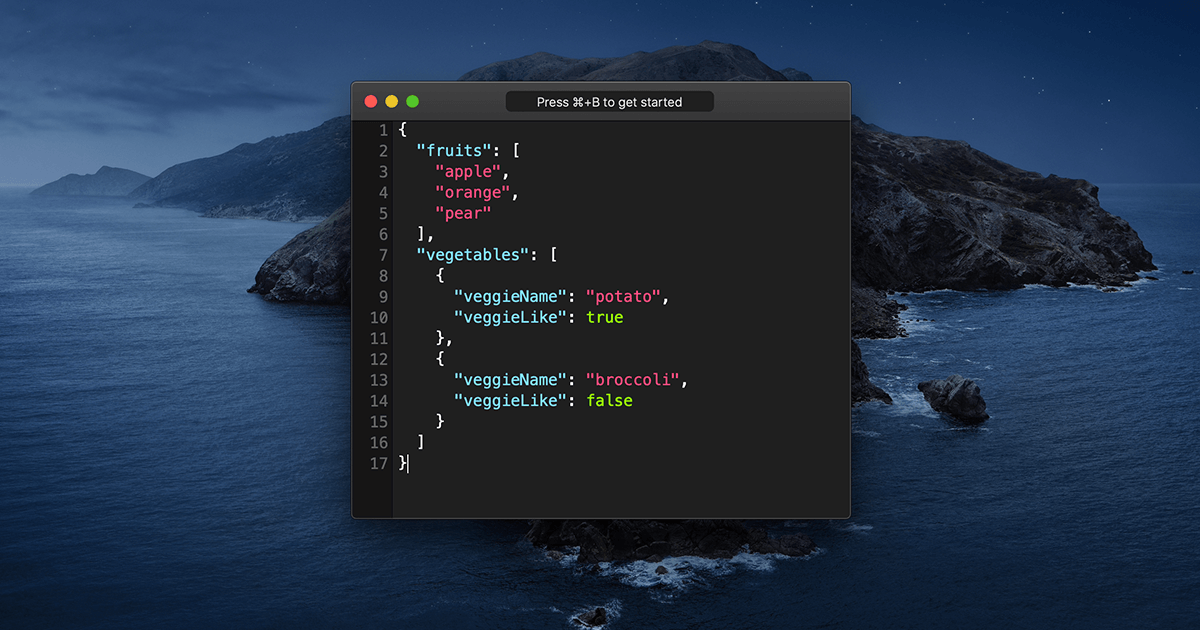 Press ⌘+B to get started
1 {
2   "fruits": [
3     "apple",
4     "orange",
5     "pear"
6   ],
7   "vegetables": [
8     {
9       "veggieName": "potato",
10       "veggieLike": true
11     },
12     {
13       "veggieName": "broccoli",
14       "veggieLike": false
15     }
16   ]
17 }